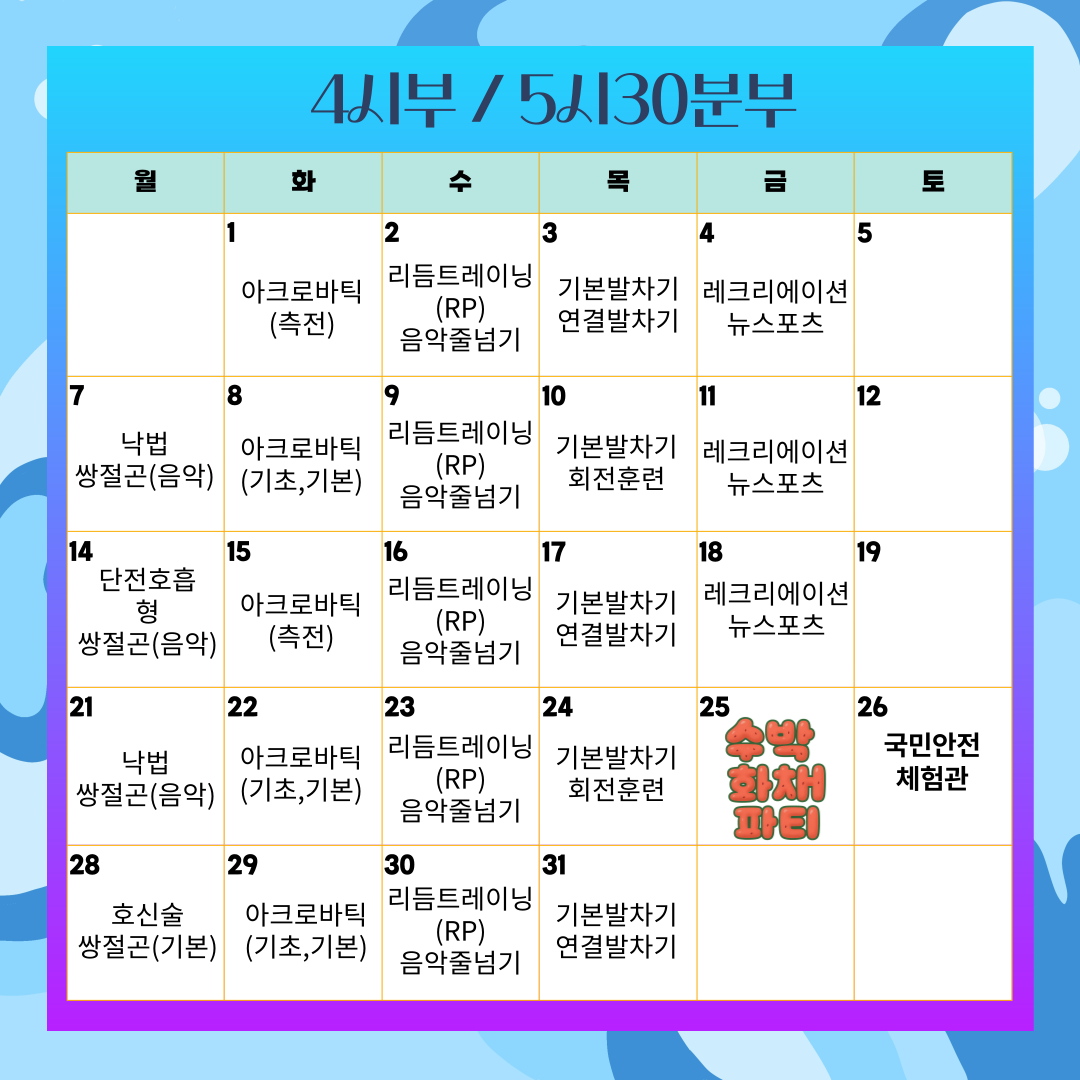 4시부 / 5시30분부
월 화 수 목 금 토
1
아크로바틱
(측전)
2
리듬트레이닝
(RP)
음악줄넘기
3
기본발차기
연결발차기
4
레크리에이션
뉴스포츠
5
7
낙법
쌍절곤(음악)
8
아크로바틱
(기초,기본)
9
리듬트레이닝
(RP)
음악줄넘기
10
기본발차기
회전훈련
11
레크리에이션
뉴스포츠
12
14
단전호흡
형
쌍절곤(음악)
15
아크로바틱
(측전)
16
리듬트레이닝
(RP)
음악줄넘기
17
기본발차기
연결발차기
18
레크리에이션
뉴스포츠
19
21
낙법
쌍절곤(음악)
22
아크로바틱
(기초,기본)
23
리듬트레이닝
(RP)
음악줄넘기
24
기본발차기
회전훈련
25
수박
화채
파티
26
국민안전
체험관
28
호신술
쌍절곤(기본)
29
아크로바틱
(기초,기본)
30
리듬트레이닝
(RP)
음악줄넘기
31
기본발차기
연결발차기